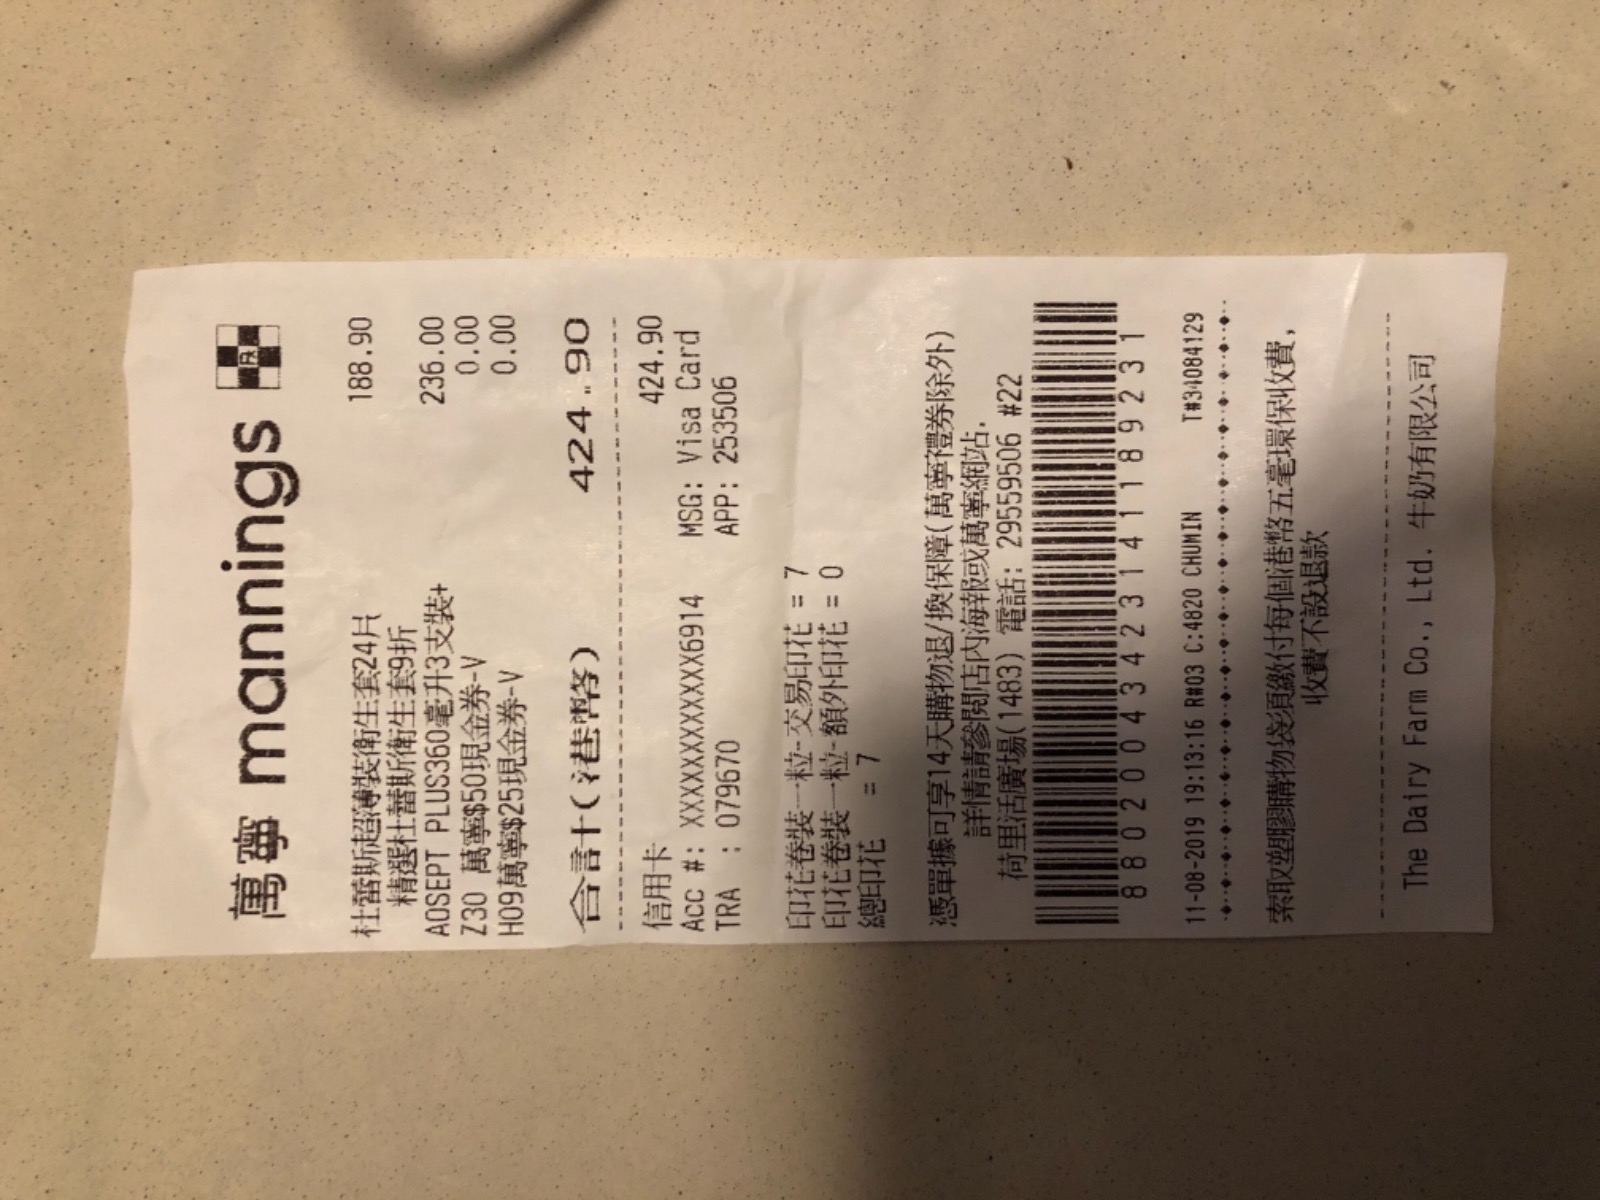 萬寧 mannings
杜蕾斯超薄裝衛生套24片 188.90
精選杜蕾斯衛生套9折
AOSEPT PLUS360毫升3支裝+ 236.00
Z30 萬寧$50現金券-V 0.00
H09萬寧$25現金券-V 0.00
合計(港幣) 424.90
信用卡 424.90
ACC #: XXXXXXXXXXXX6914 MSG: Visa Card
TRA : 079670 APP: 253506
印花卷裝一粒-交易印花 = 7
印花卷裝一粒-額外印花 = 0
總印花 = 7
憑單據可享14天購物退/換保障(萬寧禮券除外)
詳情請參閱店內海報或萬寧網站.
荷里活廣場(1483) 電話: 29559506 #22
88020043423141189231
11-08-2019 19:13:16 R#03 C:4820 CHUMIN T#34084129
索取塑膠購物袋須繳付每個港幣五毫環保收費,
收費不設退款
The Dairy Farm Co., Ltd. 牛奶有限公司